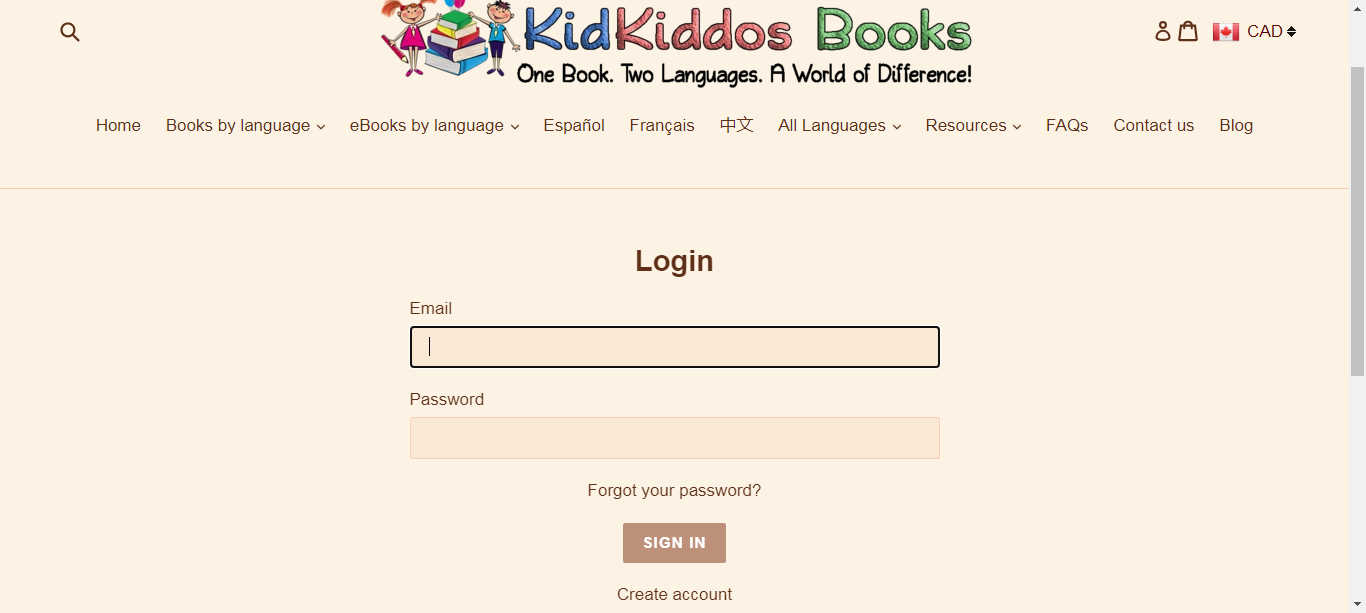 KidKiddos Books
One Book. Two Languages. A World of Difference!
CAD
Home Books by language eBooks by language Español Français 中文 All Languages Resources FAQs Contact us Blog
Login
Email
Password
Forgot your password?
SIGN IN
Create account